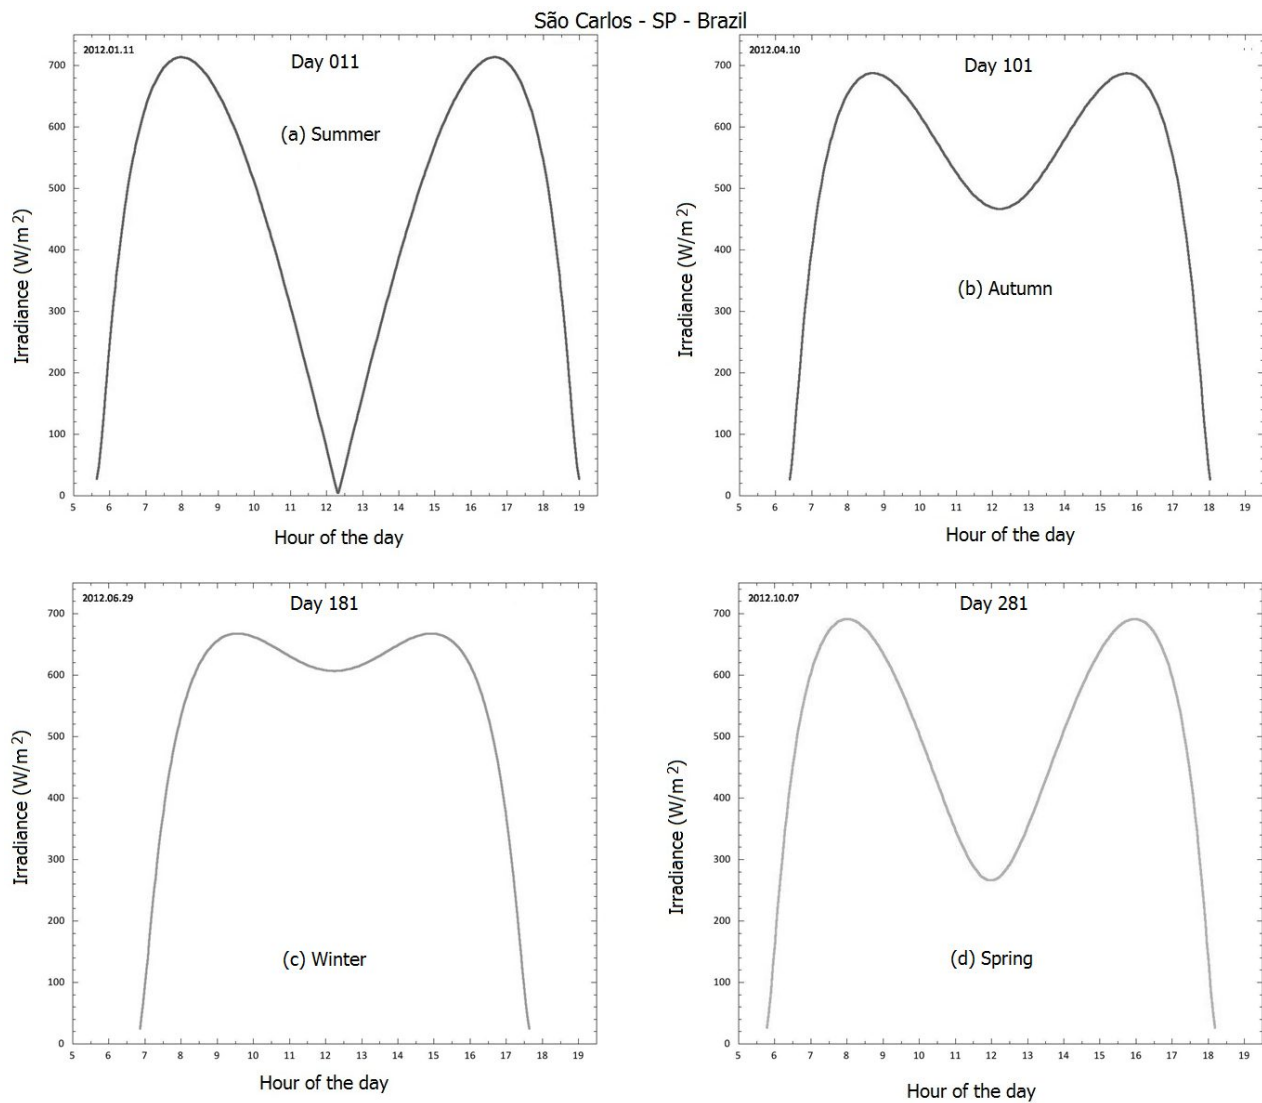 São Carlos - SP - Brazil
2012.01.11
Day 011
(a) Summer
Irradiance (W/m²)
700
600
500
400
300
200
100
0
5 6 7 8 9 10 11 12 13 14 15 16 17 18 19
Hour of the day
2012.04.10
Day 101
(b) Autumn
Irradiance (W/m²)
700
600
500
400
300
200
100
0
5 6 7 8 9 10 11 12 13 14 15 16 17 18 19
Hour of the day
2012.06.29
Day 181
(c) Winter
Irradiance (W/m²)
700
600
500
400
300
200
100
0
5 6 7 8 9 10 11 12 13 14 15 16 17 18 19
Hour of the day
2012.10.07
Day 281
(d) Spring
Irradiance (W/m²)
700
600
500
400
300
200
100
0
5 6 7 8 9 10 11 12 13 14 15 16 17 18 19
Hour of the day